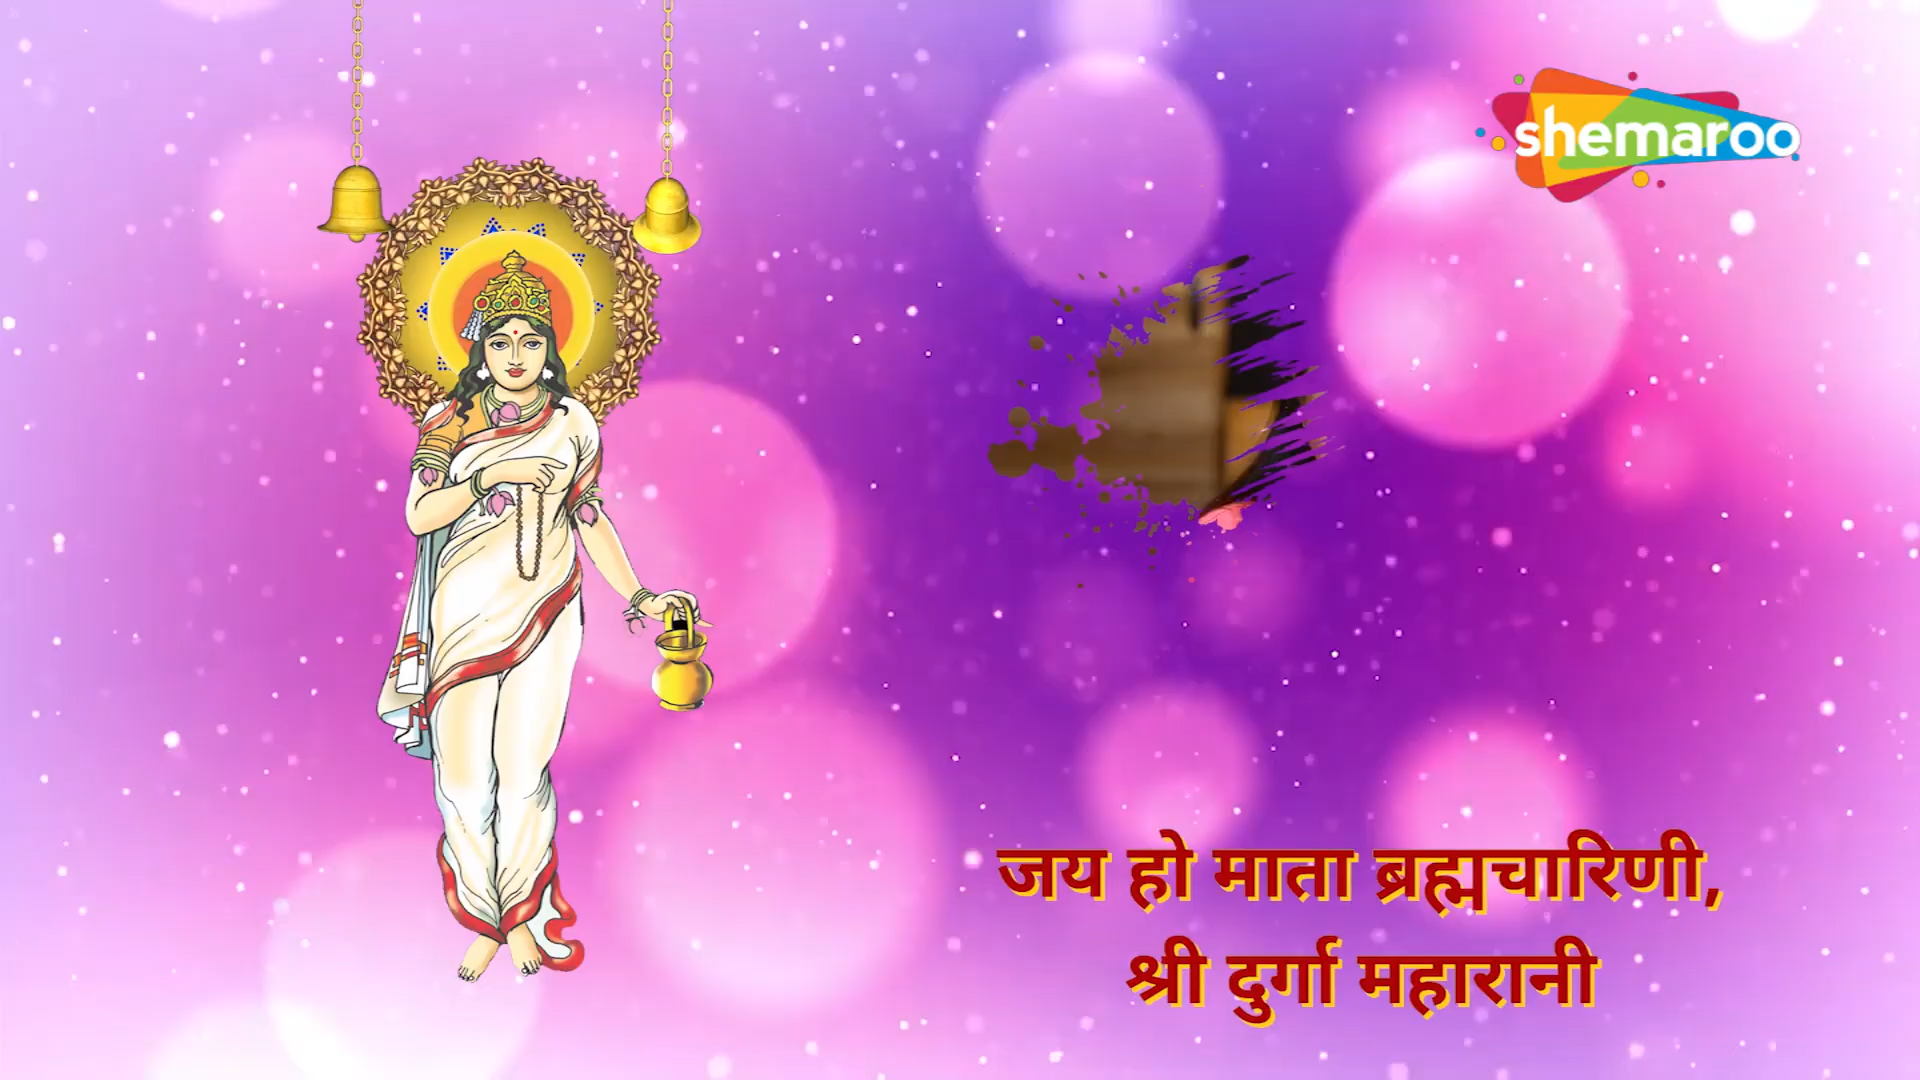 shemaroo
जय हो माता ब्रह्मचारिणी,
श्री दुर्गा महारानी